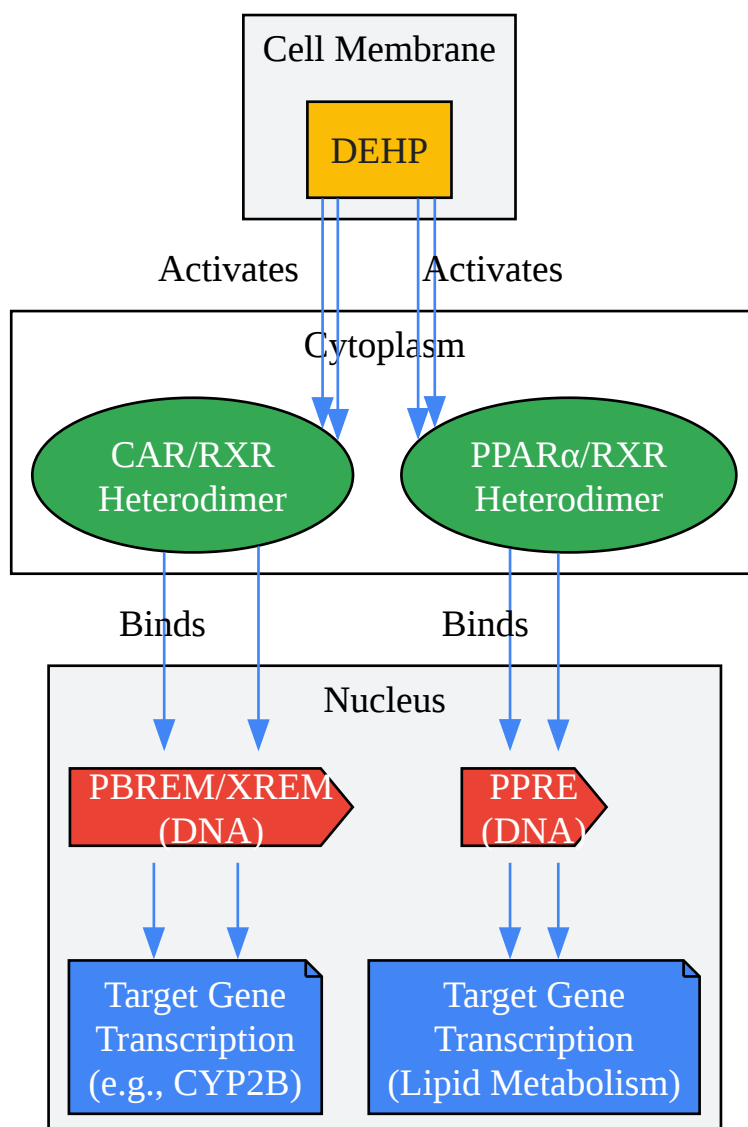 Cell Membrane
DEHP
Activates
Activates
Cytoplasm
CAR/RXR
Heterodimer
PPARα/RXR
Heterodimer
Binds
Binds
Nucleus
PBREM/XREM
(DNA)
PPRE
(DNA)
Target Gene
Transcription
(e.g., CYP2B)
Target Gene
Transcription
(Lipid Metabolism)